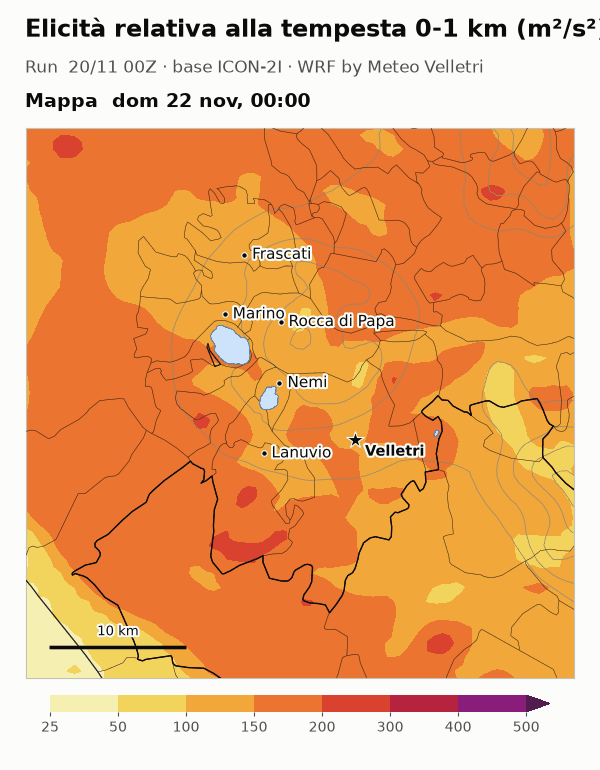 Elicità relativa alla tempesta 0-1 km (m²/s²)
Run 20/11 00Z · base ICON-2I · WRF by Meteo Velletri
Mappa dom 22 nov, 00:00
Frascati
Marino
Rocca di Papa
Nemi
Velletri
Lanuvio
10 km
25 50 100 150 200 300 400 500